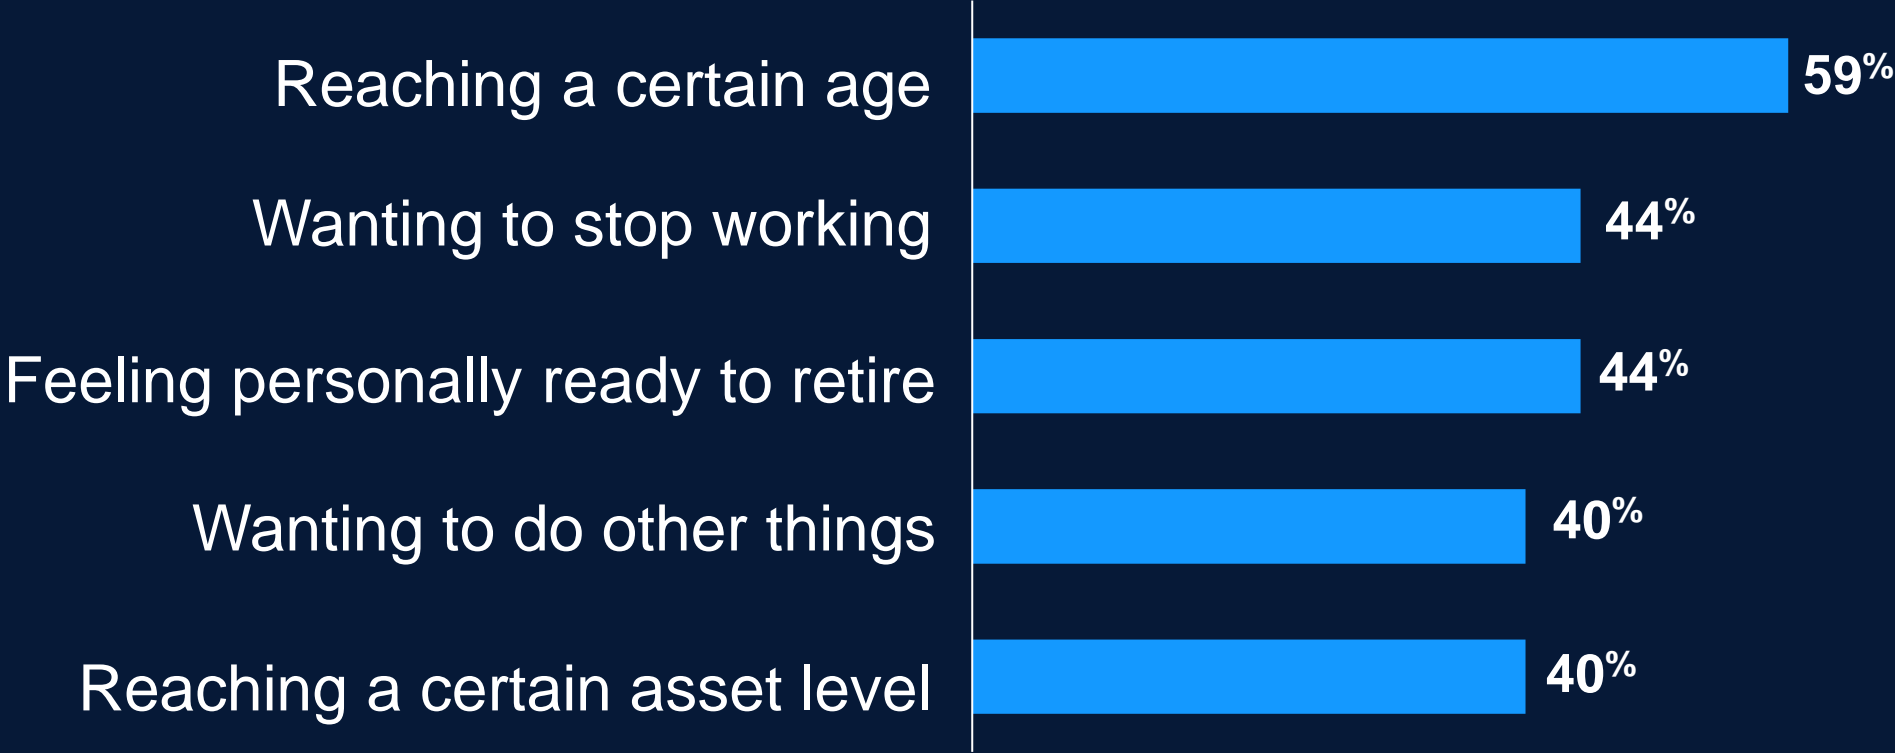 Reaching a certain age 59%
Wanting to stop working 44%
Feeling personally ready to retire 44%
Wanting to do other things 40%
Reaching a certain asset level 40%